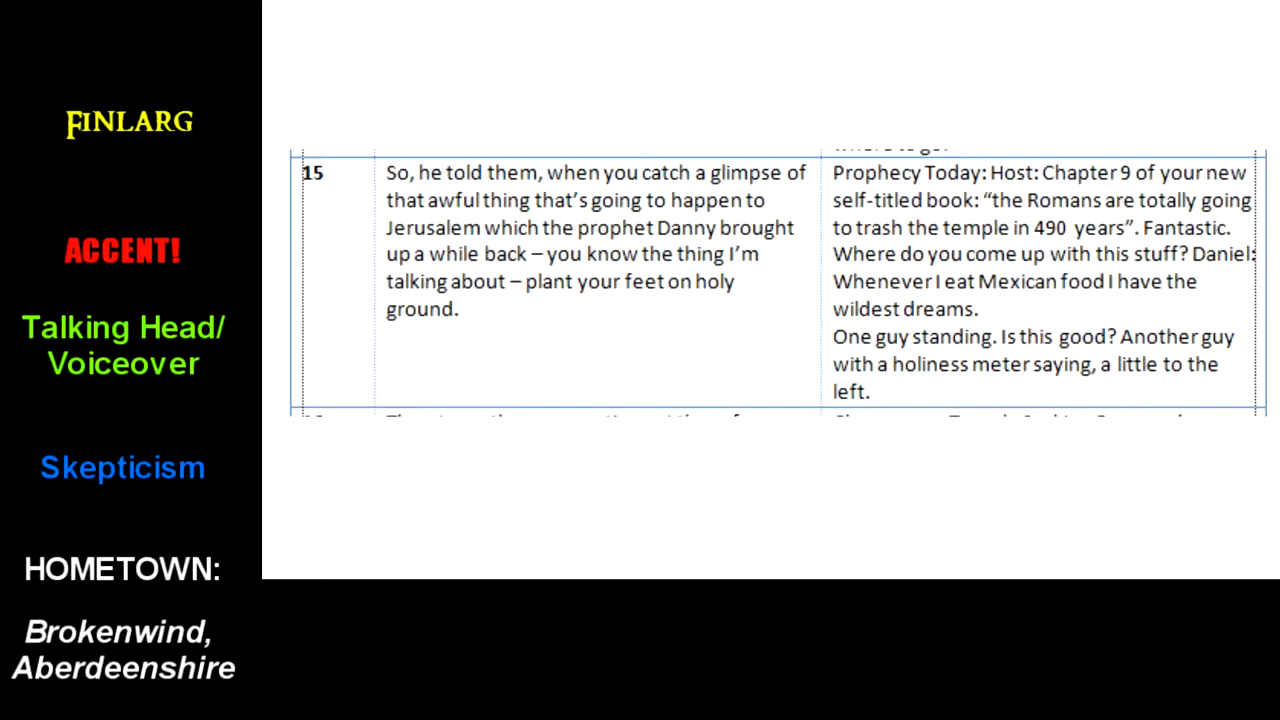 FINLARG
ACCENT!
Talking Head/
Voiceover
Skepticism
HOMETOWN:
Brokenwind,
Aberdeenshire
15
So, he told them, when you catch a glimpse of
that awful thing that’s going to happen to
Jerusalem which the prophet Danny brought
up a while back – you know the thing I’m
talking about – plant your feet on holy
ground.
Prophecy Today: Host: Chapter 9 of your new
self-titled book: “the Romans are totally going
to trash the temple in 490 years”. Fantastic.
Where do you come up with this stuff? Daniel:
Whenever I eat Mexican food I have the
wildest dreams.
One guy standing. Is this good? Another guy
with a holiness meter saying, a little to the
left.